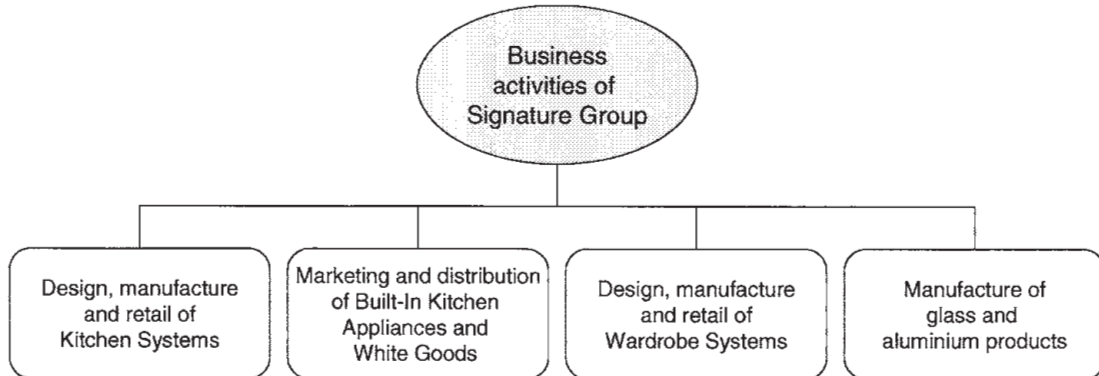 Business
activities of
Signature Group
Design, manufacture
and retail of
Kitchen Systems
Marketing and distribution
of Built-In Kitchen
Appliances and
White Goods
Design, manufacture
and retail of
Wardrobe Systems
Manufacture of
glass and
aluminium products